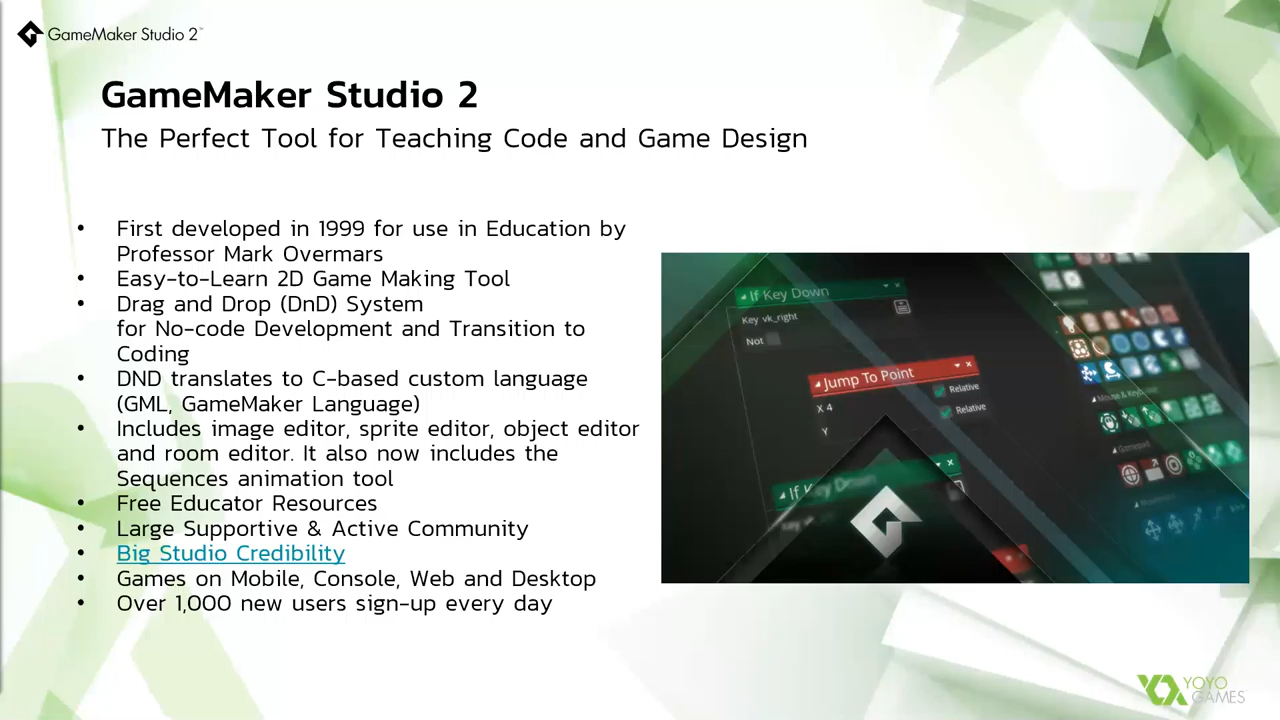 GameMaker Studio 2™
GameMaker Studio 2
The Perfect Tool for Teaching Code and Game Design
• First developed in 1999 for use in Education by
Professor Mark Overmars
• Easy-to-Learn 2D Game Making Tool
• Drag and Drop (DnD) System
for No-code Development and Transition to
Coding
• DND translates to C-based custom language
(GML, GameMaker Language)
• Includes image editor, sprite editor, object editor
and room editor. It also now includes the
Sequences animation tool
• Free Educator Resources
• Large Supportive & Active Community
• Big Studio Credibility
• Games on Mobile, Console, Web and Desktop
• Over 1,000 new users sign-up every day
If Key Down
Key vk_right
Not
Jump To Point
X 4
Relative
Relative
Y
If Key Down
Gamepad
YOYO
GAMES